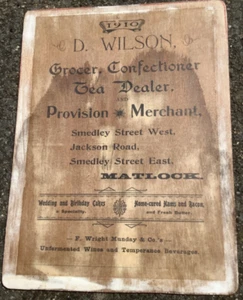 1910
D. WILSON,
Grocer, Confectioner
Tea Dealer,
AND
Provision Merchant,
Smedley Street West,
Jackson Road,
Smedley Street East,
MATLOCK.
Wedding and Birthday Cakes
a Speciality.
Home-cured Hams and Bacon,
and Fresh Butter.
F. Wright Munday & Co's
Unfermented Wines and Temperance Beverages.